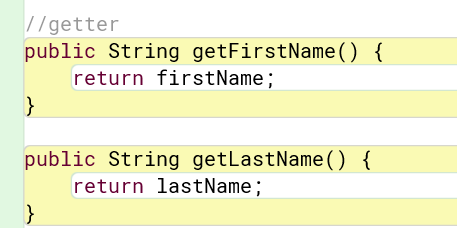 //getter
public String getFirstName() {
return firstName;
}
public String getLastName() {
return lastName;
}